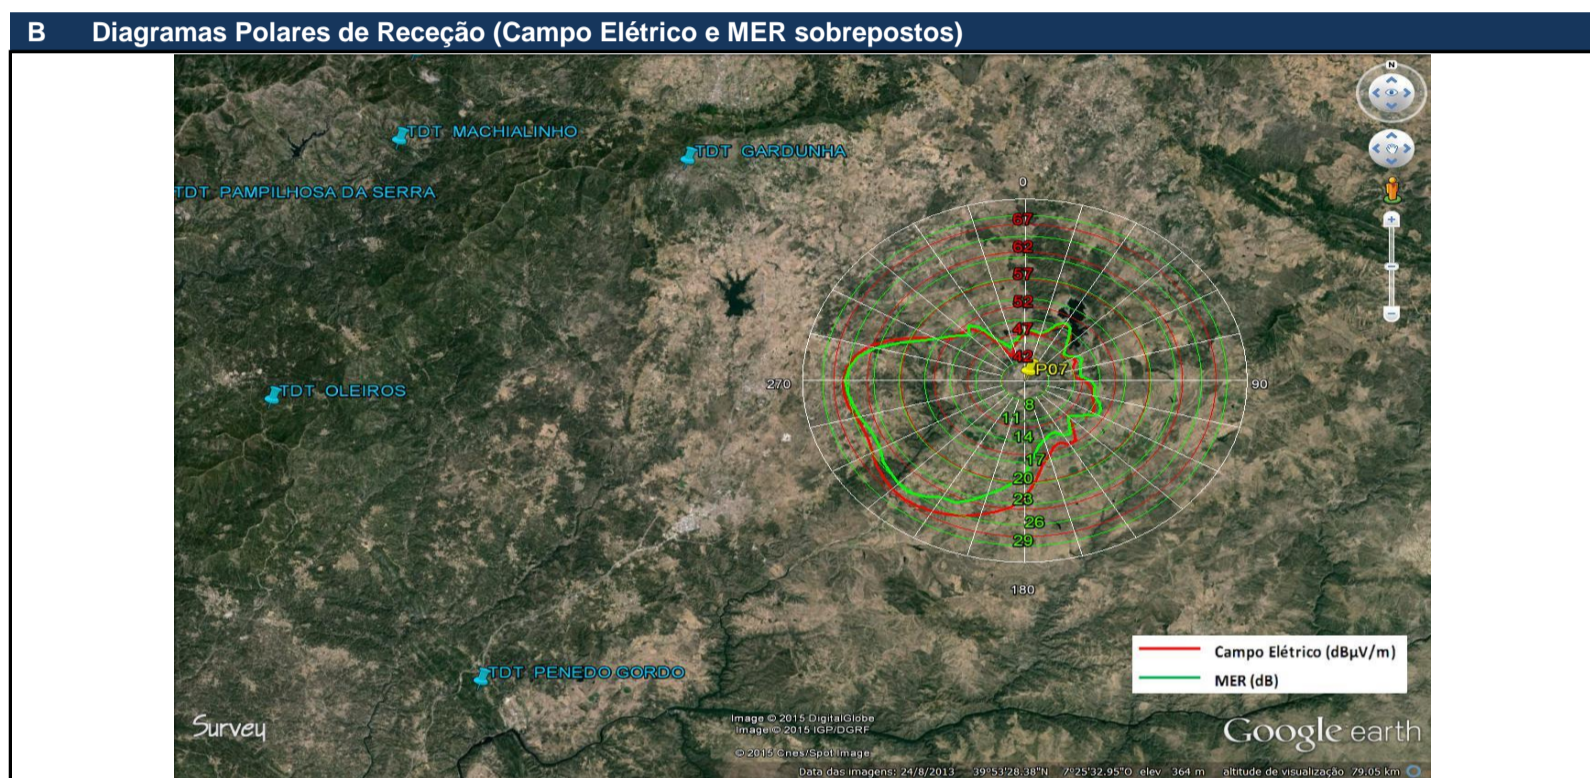 B Diagramas Polares de Receção (Campo Elétrico e MER sobrepostos)
N
TDT MACHIALINHO
TDT GARDUNHA
TDT PAMPILHOSA DA SERRA
0
67
62
57
52
47
42
P07
TDT OLEIROS
270
90
8
11
14
17
20
23
26
29
180
Campo Elétrico (dBµV/m)
TDT PENEDO GORDO
MER (dB)
Survey
Image © 2015 DigitalGlobe
Image © 2015 IGP/DGRF
Google earth
© 2015 Cnes/Spot Image
Data das imagens: 24/8/2013 39°53'28.38"N 7°25'32.95"O elev 364 m altitude de visualização 79.05 km